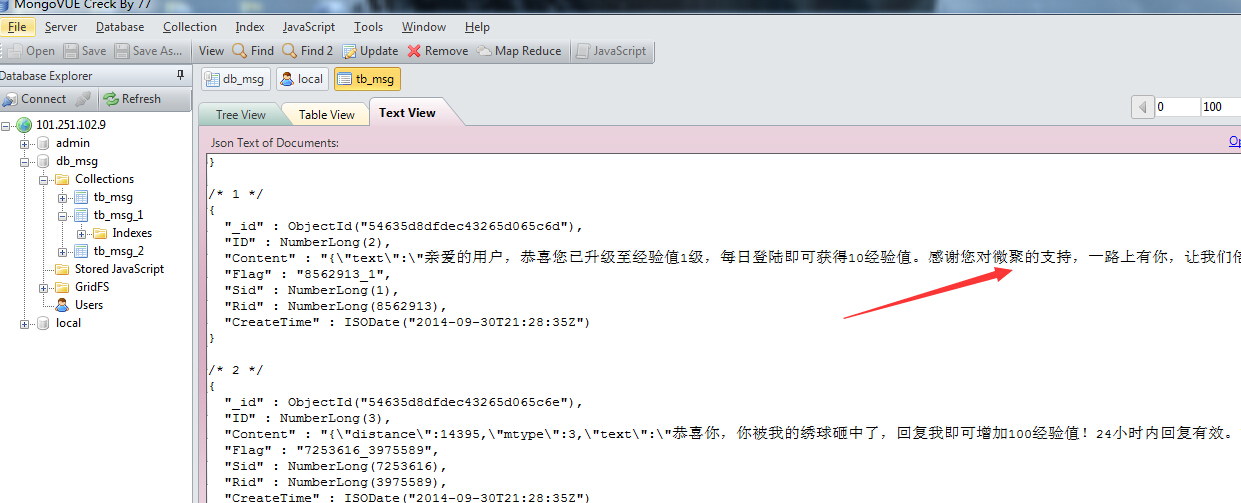 MongoVUE Creck By 77
File Server Database Collection Index JavaScript Tools Window Help
Open Save Save As... View Find Find 2 Update Remove Map Reduce JavaScript
Database Explorer
Connect Refresh
101.251.102.9
admin
db_msg
Collections
tb_msg
tb_msg_1
Indexes
tb_msg_2
Stored JavaScript
GridFS
Users
local
db_msg local tb_msg
Tree View Table View Text View
0 100
Json Text of Documents:
}
/* 1 */
{
"_id" : ObjectId("54635d8dfdec43265d065c6d"),
"ID" : NumberLong(2),
"Content" : "{\"text\":\"亲爱的用户，恭喜您已升级至经验值1级，每日登陆即可获得10经验值。感谢您对微聚的支持，一路上有你，让我们
"Flag" : "8562913_1",
"Sid" : NumberLong(1),
"Rid" : NumberLong(8562913),
"CreateTime" : ISODate("2014-09-30T21:28:35Z")
}
/* 2 */
{
"_id" : ObjectId("54635d8dfdec43265d065c6e"),
"ID" : NumberLong(3),
"Content" : "{\"distance\":14395,\"mtype\":3,\"text\":\"恭喜你，你被我的绣球砸中了，回复我即可增加100经验值！24小时内回复有效。
"Flag" : "7253616_3975589",
"Sid" : NumberLong(7253616),
"Rid" : NumberLong(3975589),
"CreateTime" : ISODate("2014-09-30T21:28:35Z")